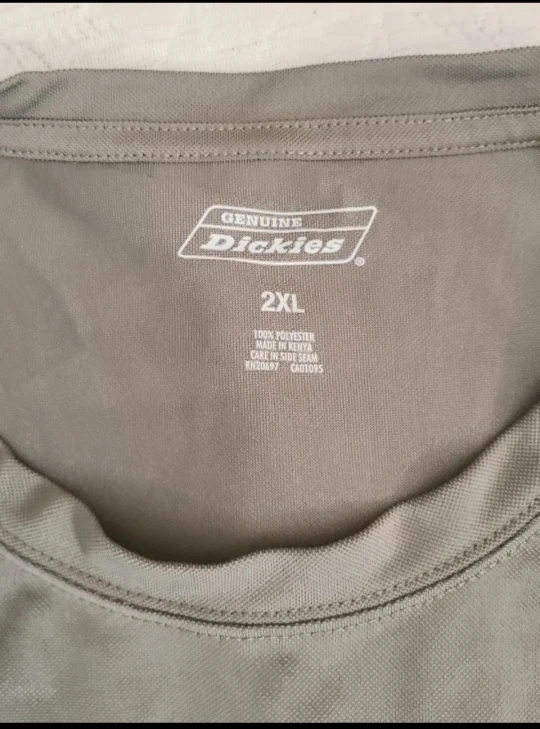 GENUINE
Dickies®
2XL
100% POLYESTER
MADE IN KENYA
CARE IN SIDE SEAM
RN20697 CA01095